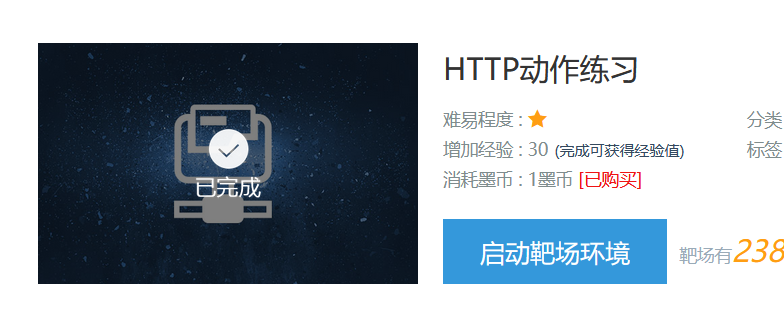 HTTP动作练习
难易程度 :
分类
增加经验 : 30 (完成可获得经验值)
标签
已完成
消耗墨币 : 1墨币 [已购买]
启动靶场环境
靶场有238